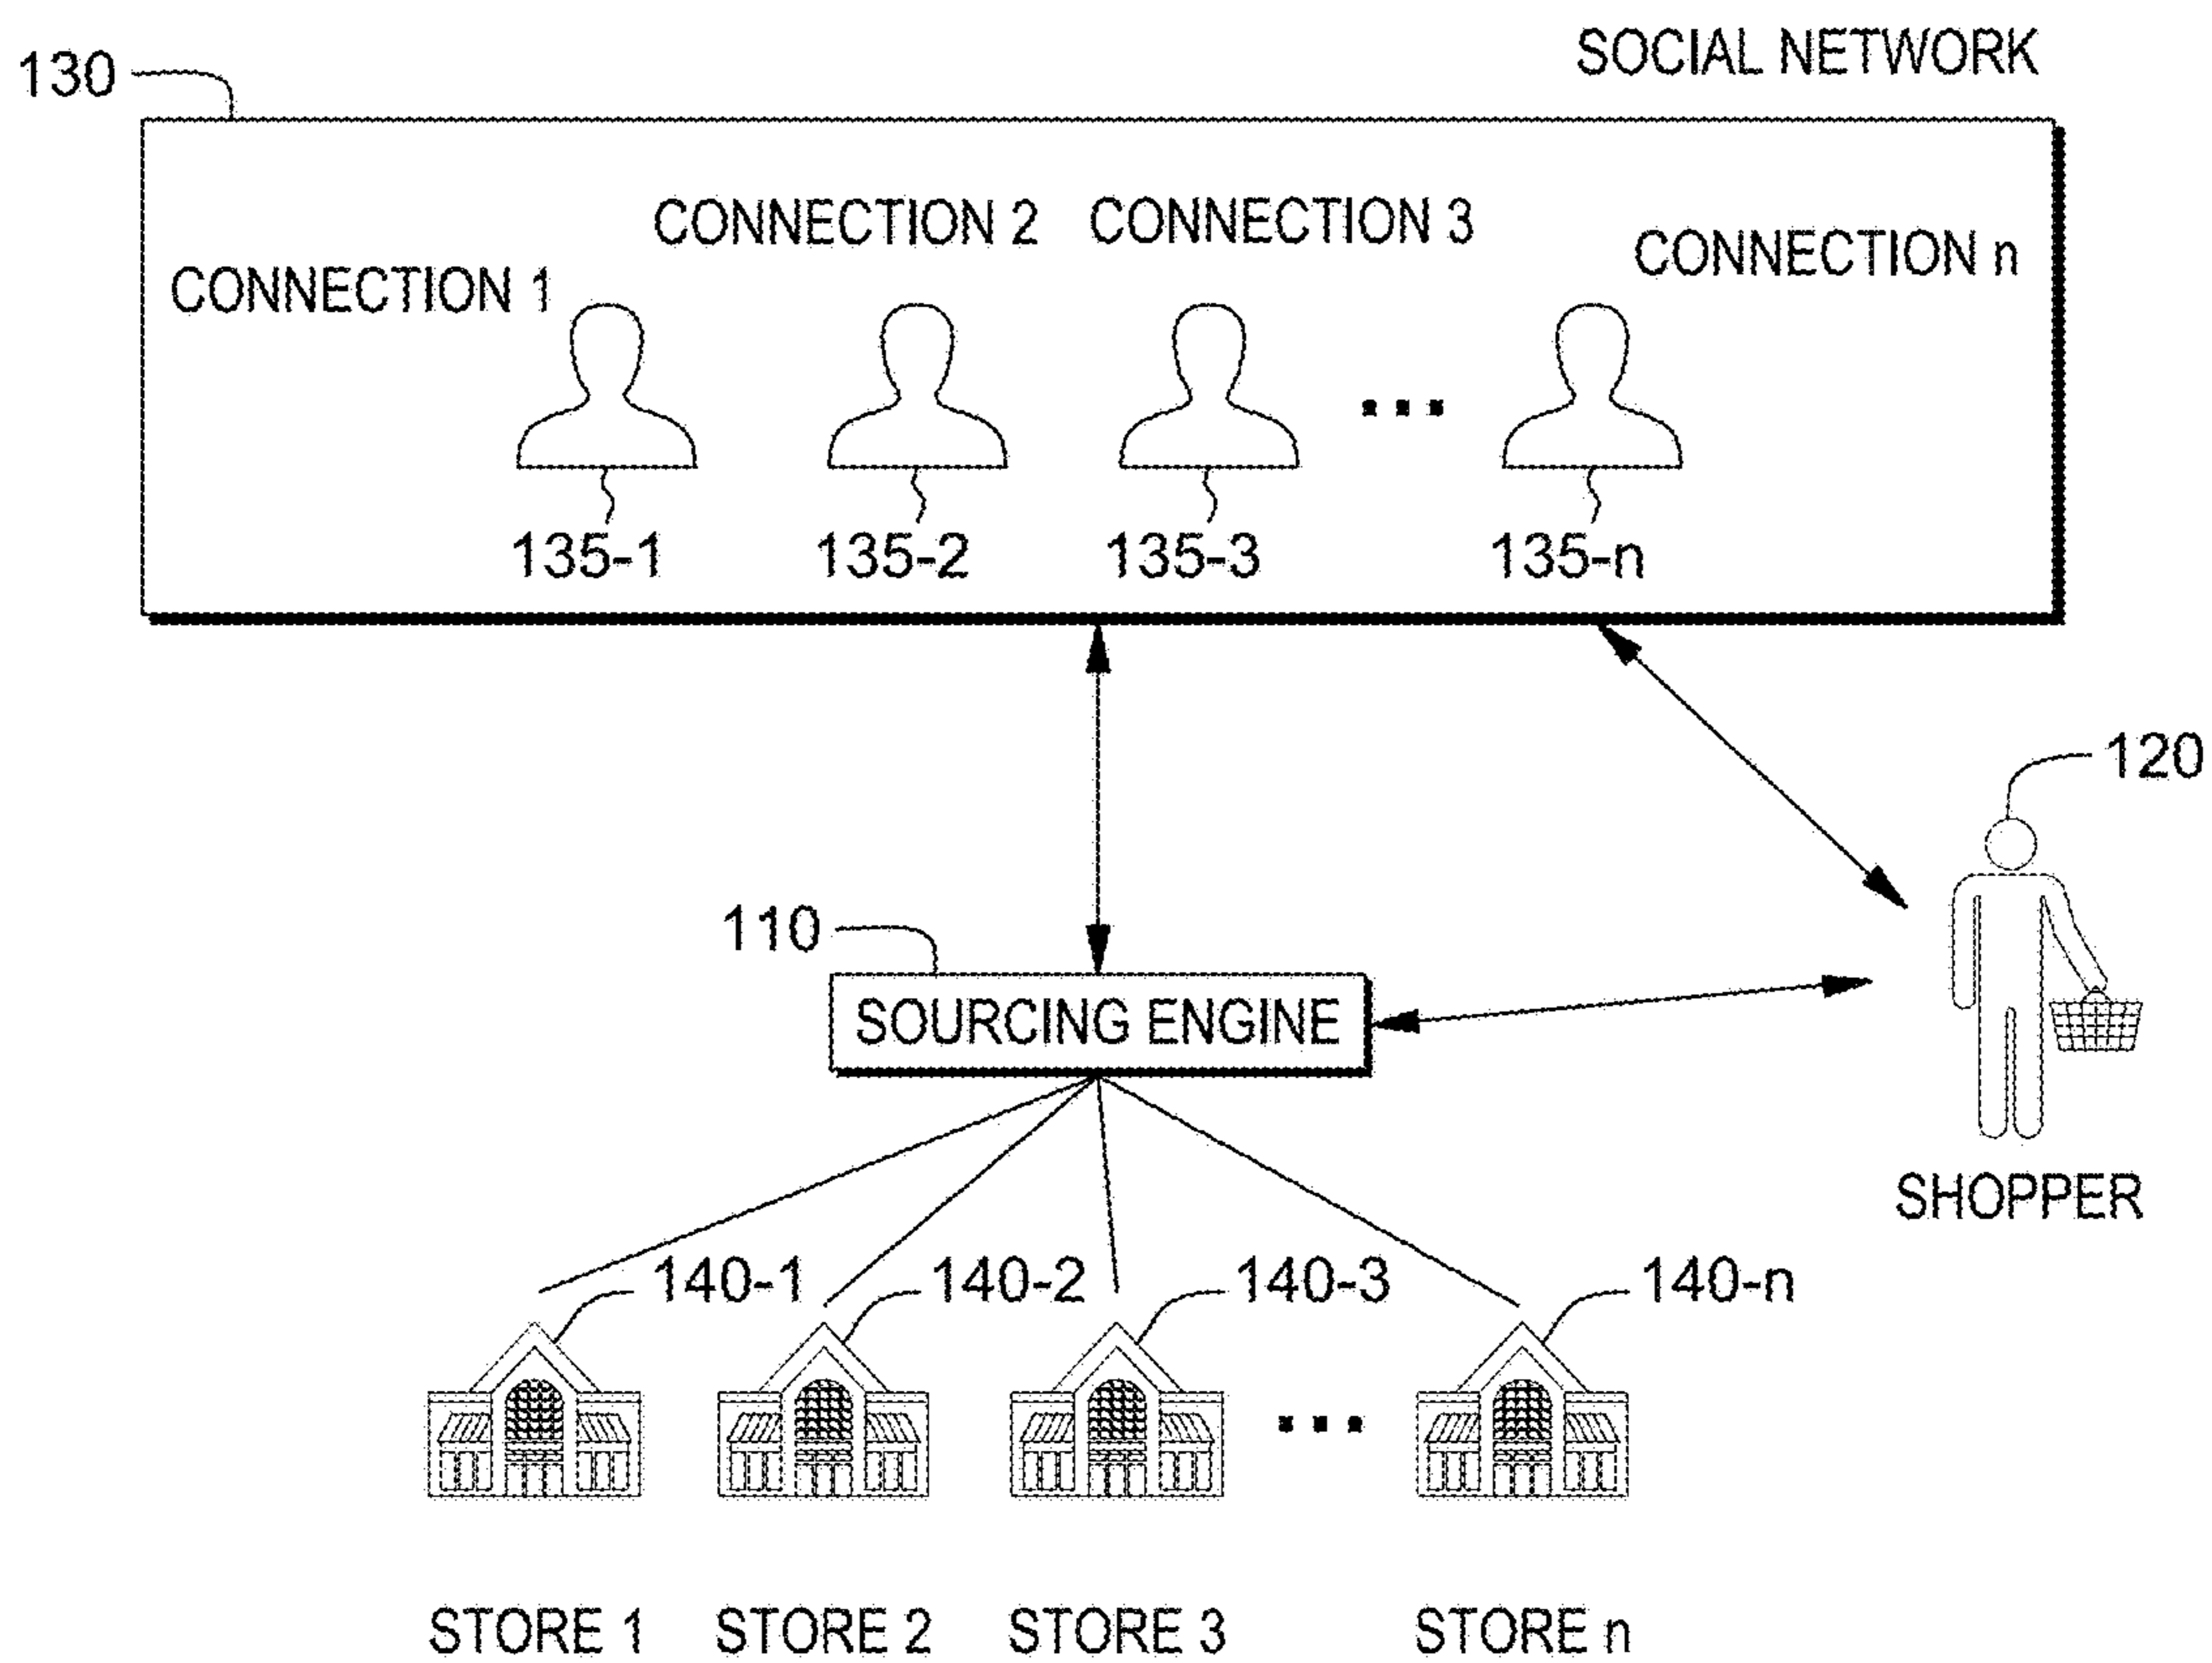 SOCIAL NETWORK
130
CONNECTION 2 CONNECTION 3
CONNECTION n
CONNECTION 1
135-1 135-2 135-3 135-n
120
110
SOURCING ENGINE
SHOPPER
140-1 140-2 140-3 140-n
STORE 1 STORE 2 STORE 3 STORE n